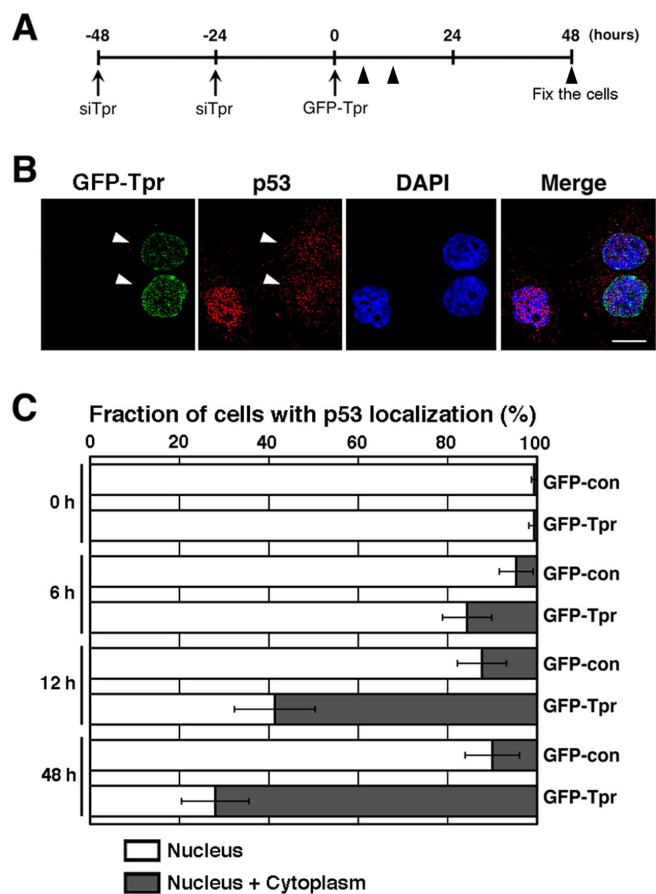 A
-48 -24 0 24 48 (hours)
siTpr siTpr GFP-Tpr Fix the cells
B
GFP-Tpr p53 DAPI Merge
C
Fraction of cells with p53 localization (%)
0 20 40 60 80 100
0 h
GFP-con
GFP-Tpr
6 h
GFP-con
GFP-Tpr
12 h
GFP-con
GFP-Tpr
48 h
GFP-con
GFP-Tpr
Nucleus
Nucleus + Cytoplasm